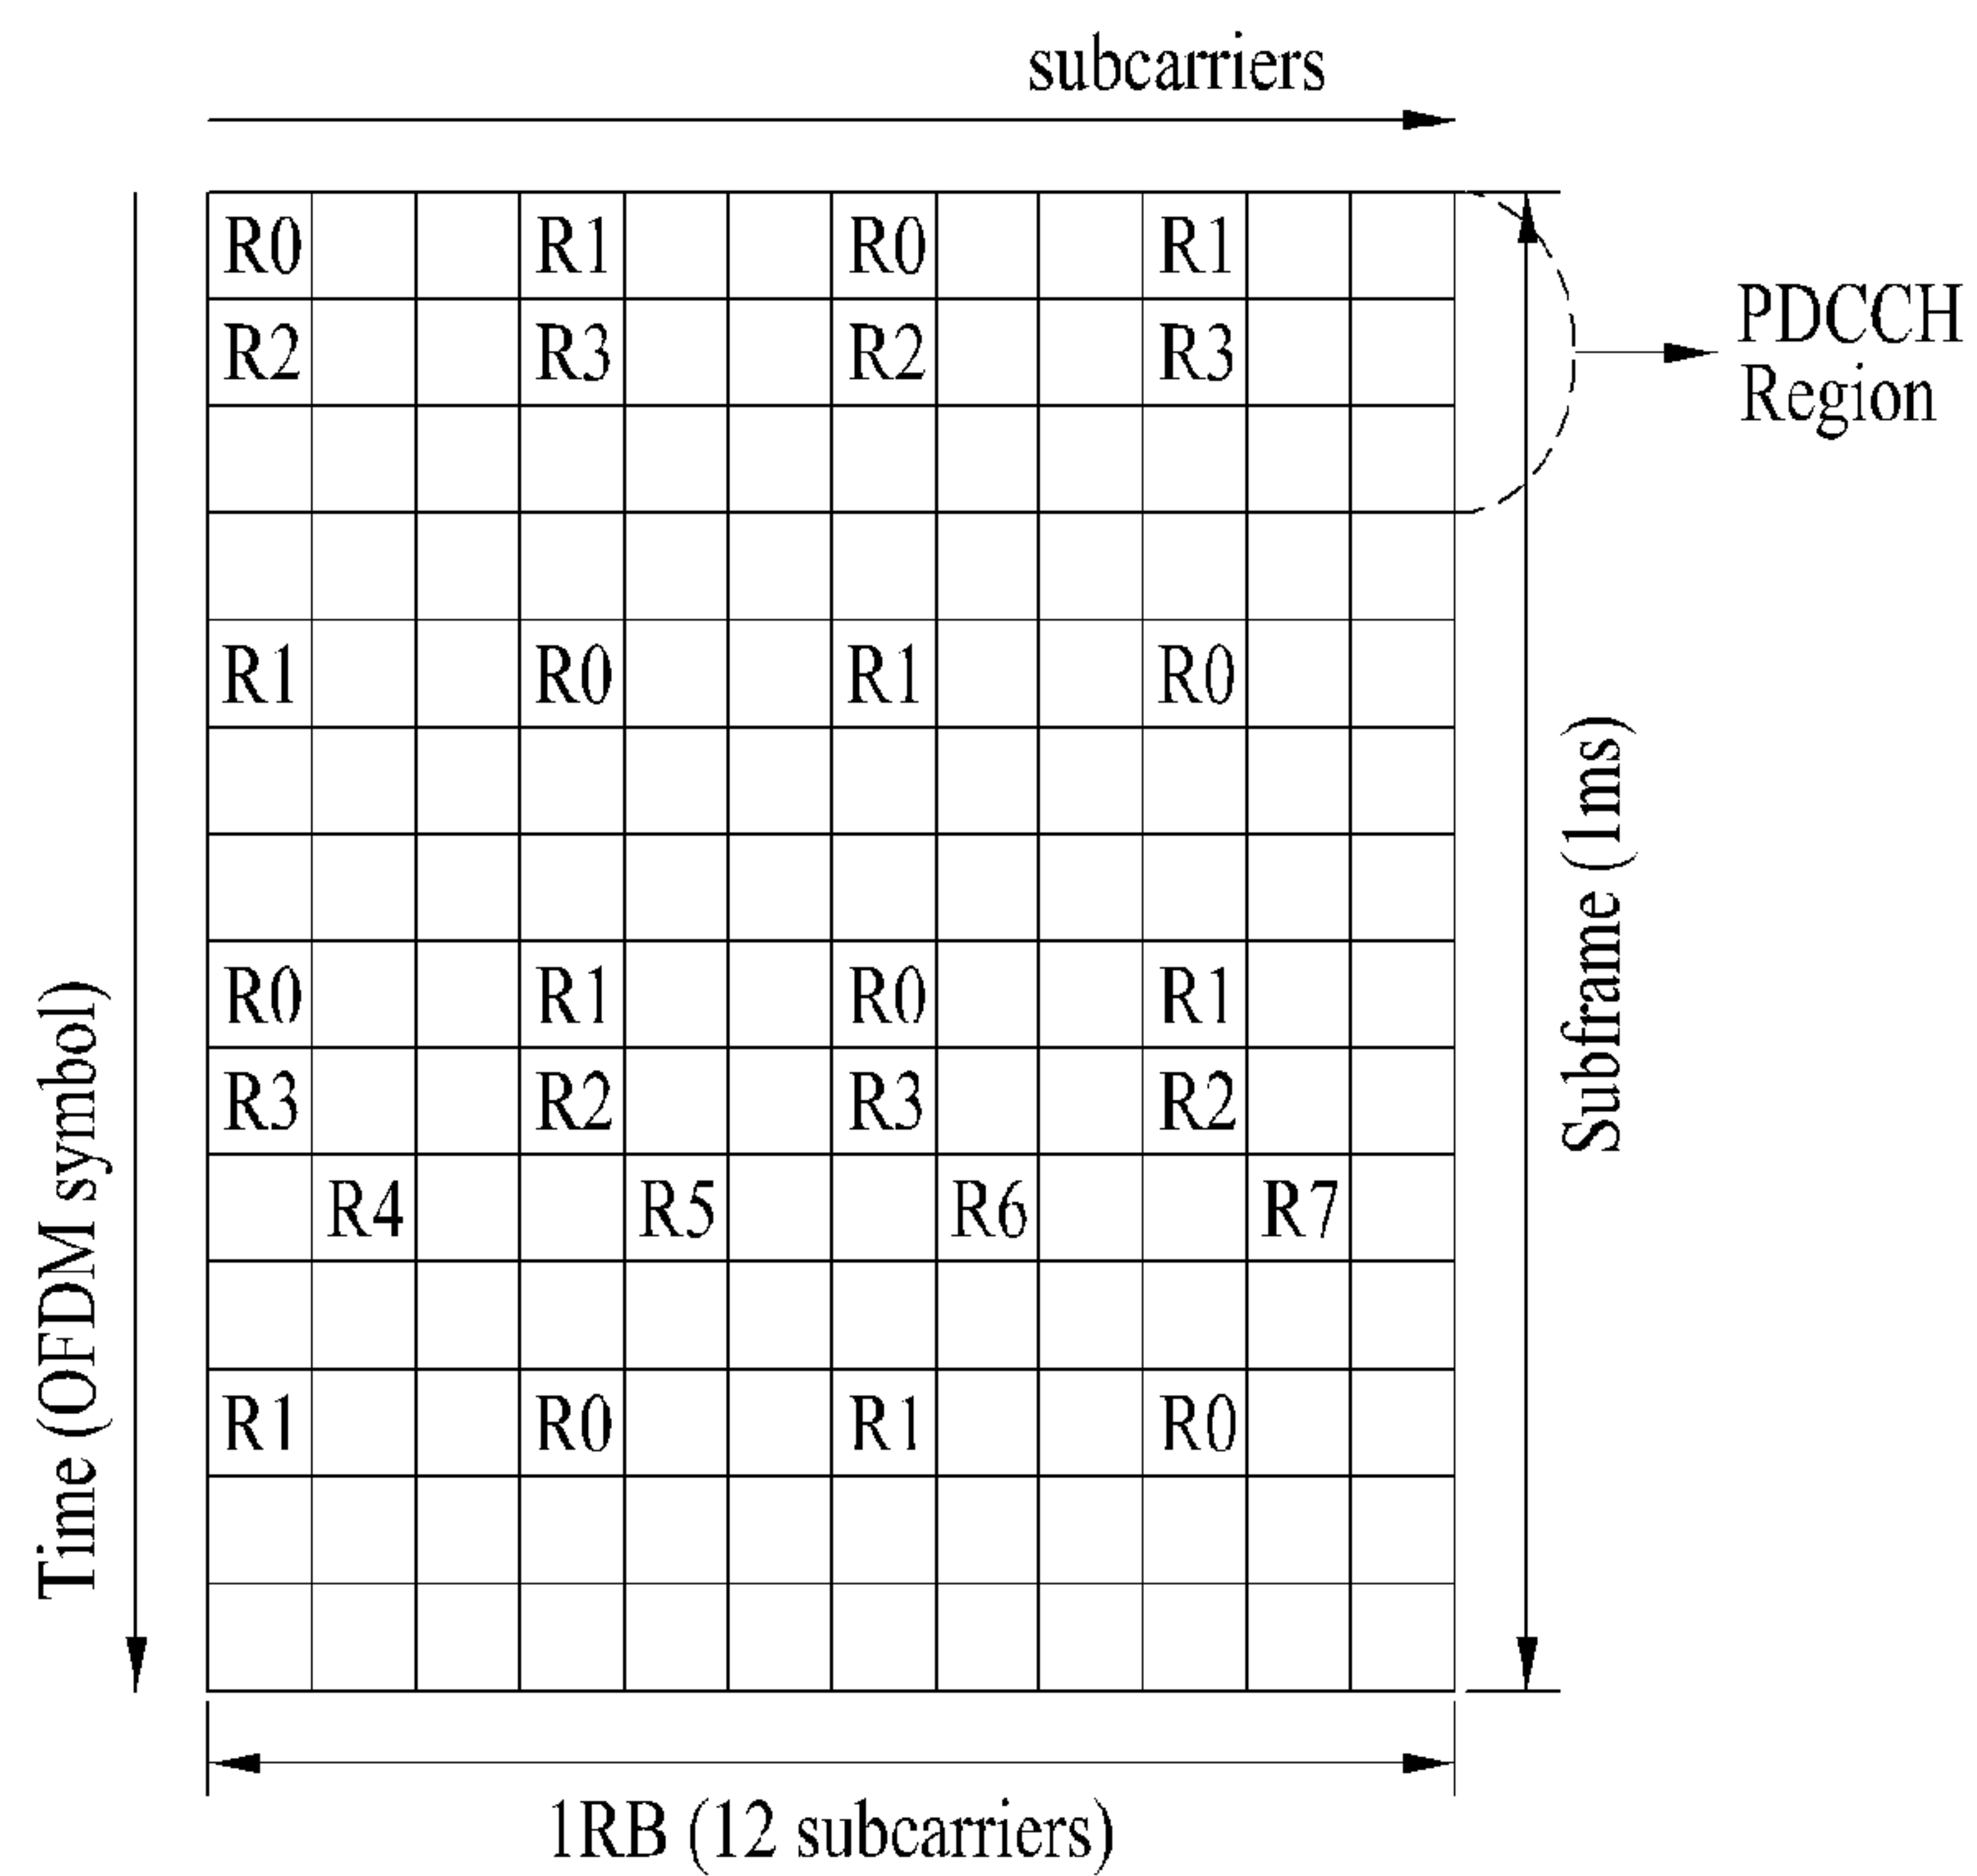 subcarriers
R0 R1 R0 R1
R2 R3 R2 R3
PDCCH
Region
R1 R0 R1 R0
R0 R1 R0 R1
R3 R2 R3 R2
R4 R5 R6 R7
R1 R0 R1 R0
Time (OFDM symbol)
Subframe (1ms)
1RB (12 subcarriers)